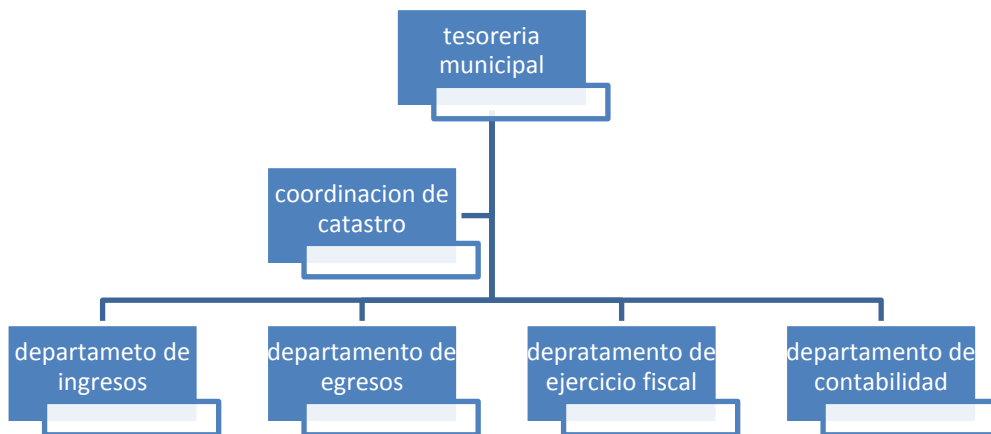 tesoreria
municipal
coordinacion de
catastro
departameto de
ingresos
departamento de
egresos
depratamento de
ejercicio fiscal
departamento de
contabilidad